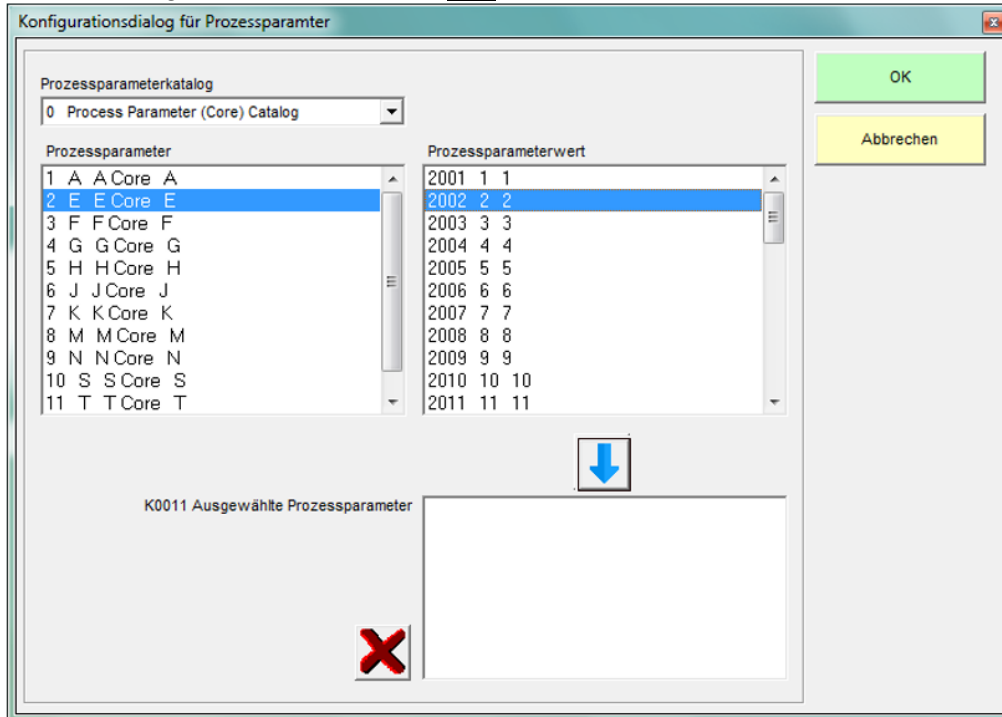 Konfigurationsdialog für Prozessparamter
OK
Abbrechen
Prozessparameterkatalog
0 Process Parameter (Core) Catalog
Prozessparameter
1 A A Core A
2 E E Core E
3 F F Core F
4 G G Core G
5 H H Core H
6 J J Core J
7 K K Core K
8 M M Core M
9 N N Core N
10 S S Core S
11 T T Core T
Prozessparameterwert
2001 1 1
2002 2 2
2003 3 3
2004 4 4
2005 5 5
2006 6 6
2007 7 7
2008 8 8
2009 9 9
2010 10 10
2011 11 11
K0011 Ausgewählte Prozessparameter